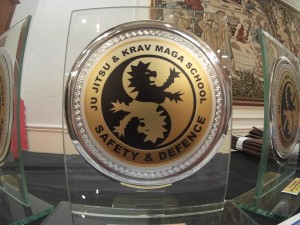 JU JITSU & KRAV MAGA SCHOOL
SAFETY & DEFENCE